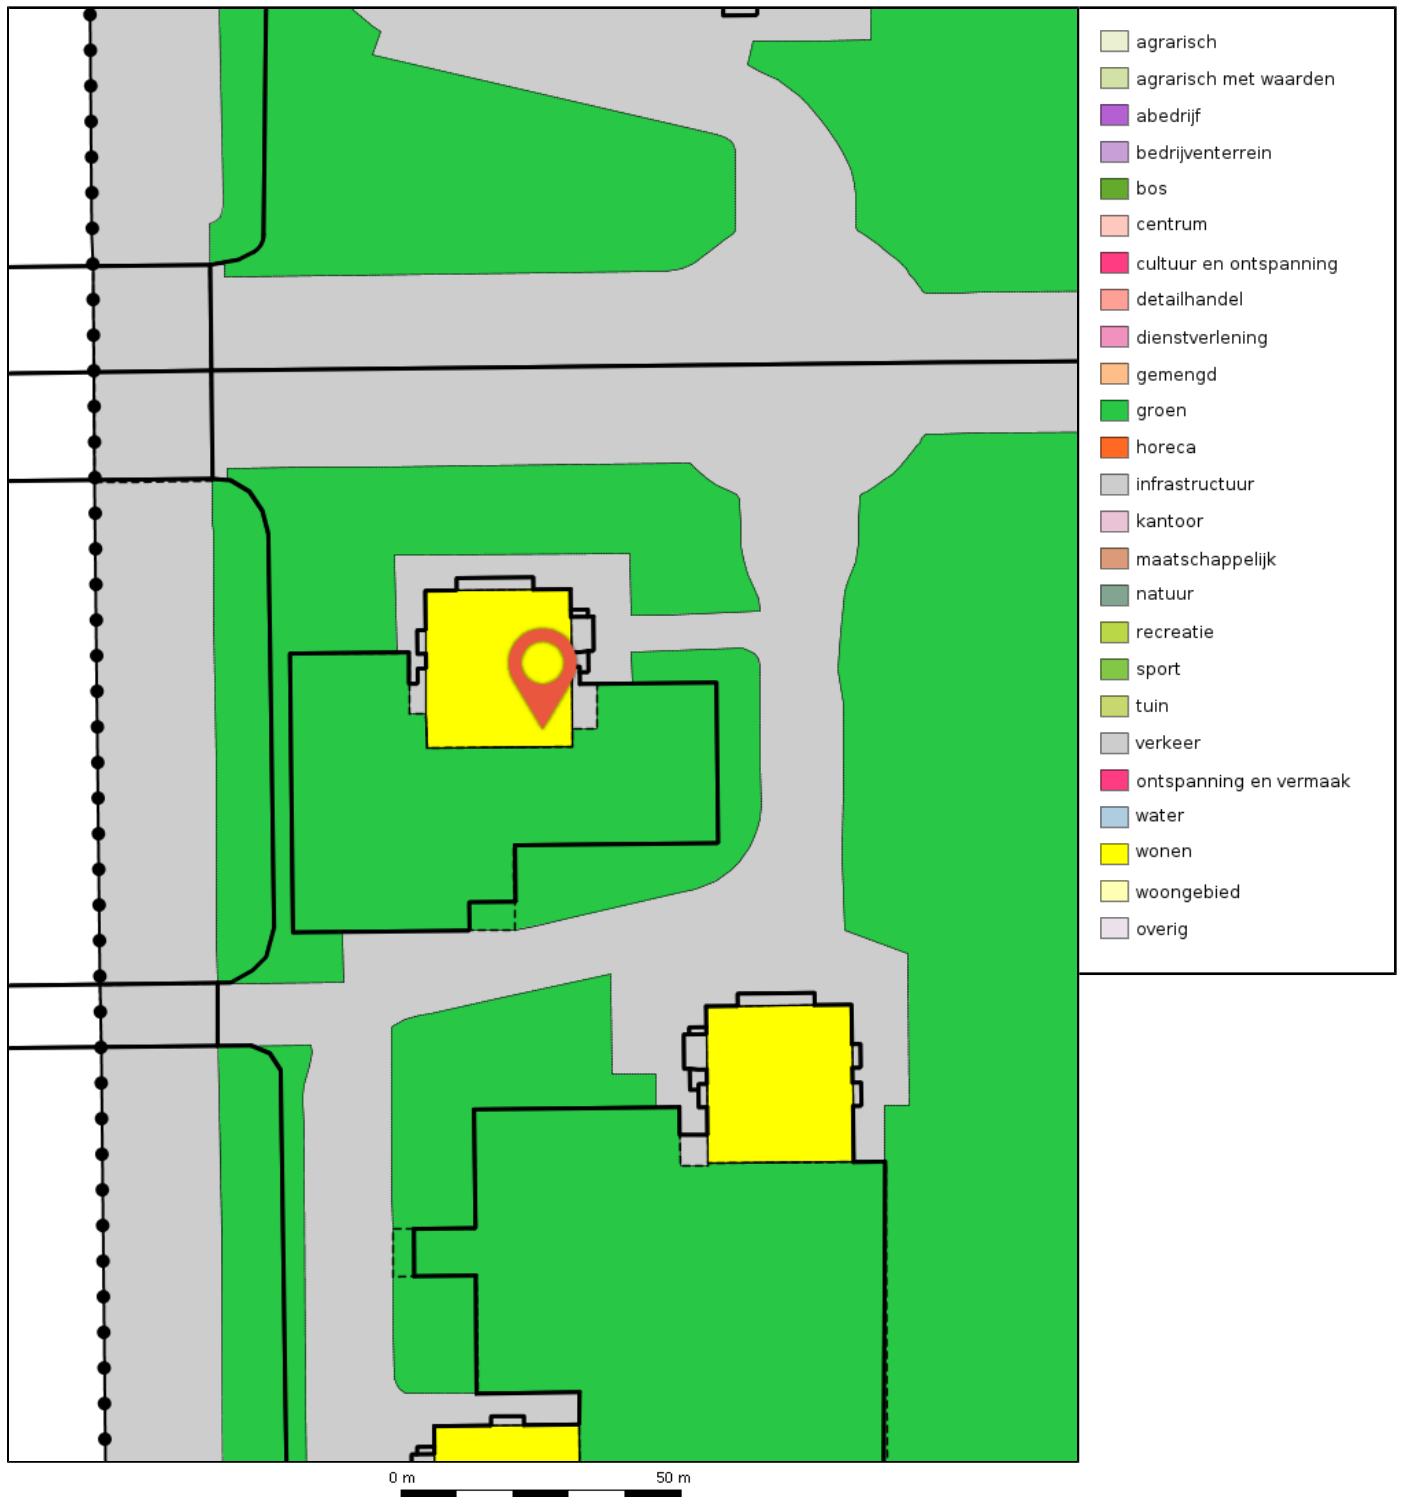 agrarisch
agrarisch met waarden
abedrijf
bedrijventerrein
bos
centrum
cultuur en ontspanning
detailhandel
dienstverlening
gemengd
groen
horeca
infrastructuur
kantoor
maatschappelijk
natuur
recreatie
sport
tuin
verkeer
ontspanning en vermaak
water
wonen
woongebied
overig
0 m 50 m